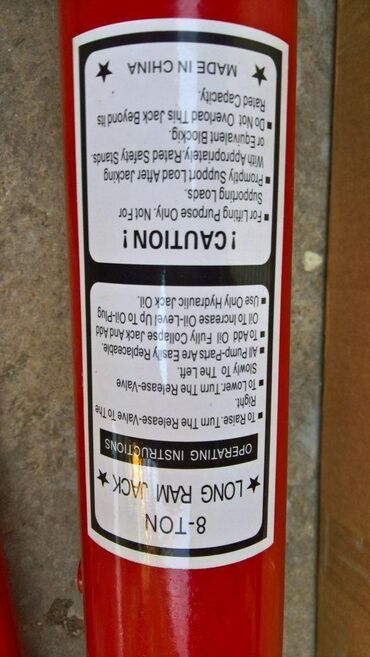 8-TON
★ LONG RAM JACK ★
OPERATING INSTRUCTIONS
■ To Raise. Turn The Release-Valve To The
Right.
■ To Lower. Turn The Release-Valve
Slowly To The Left.
■ All Pump-Parts Are Easily Replaceable.
■ To Add Oil Fully Collapse Jack And Add
Oil To Increase Oil-Level Up To Oil-Plug
■ Use Only Hydraulic Jack Oil.
! CAUTION !
■ For Lifting Purpose Only. Not For
Supporting Loads.
■ Promptly Support Load After Jacking
With Appropriately. Rated Safety Stands.
or Equivalent Blockig.
■ Do Not Overload This Jack Beyond Its
Rated Capacity.
★ MADE IN CHINA ★